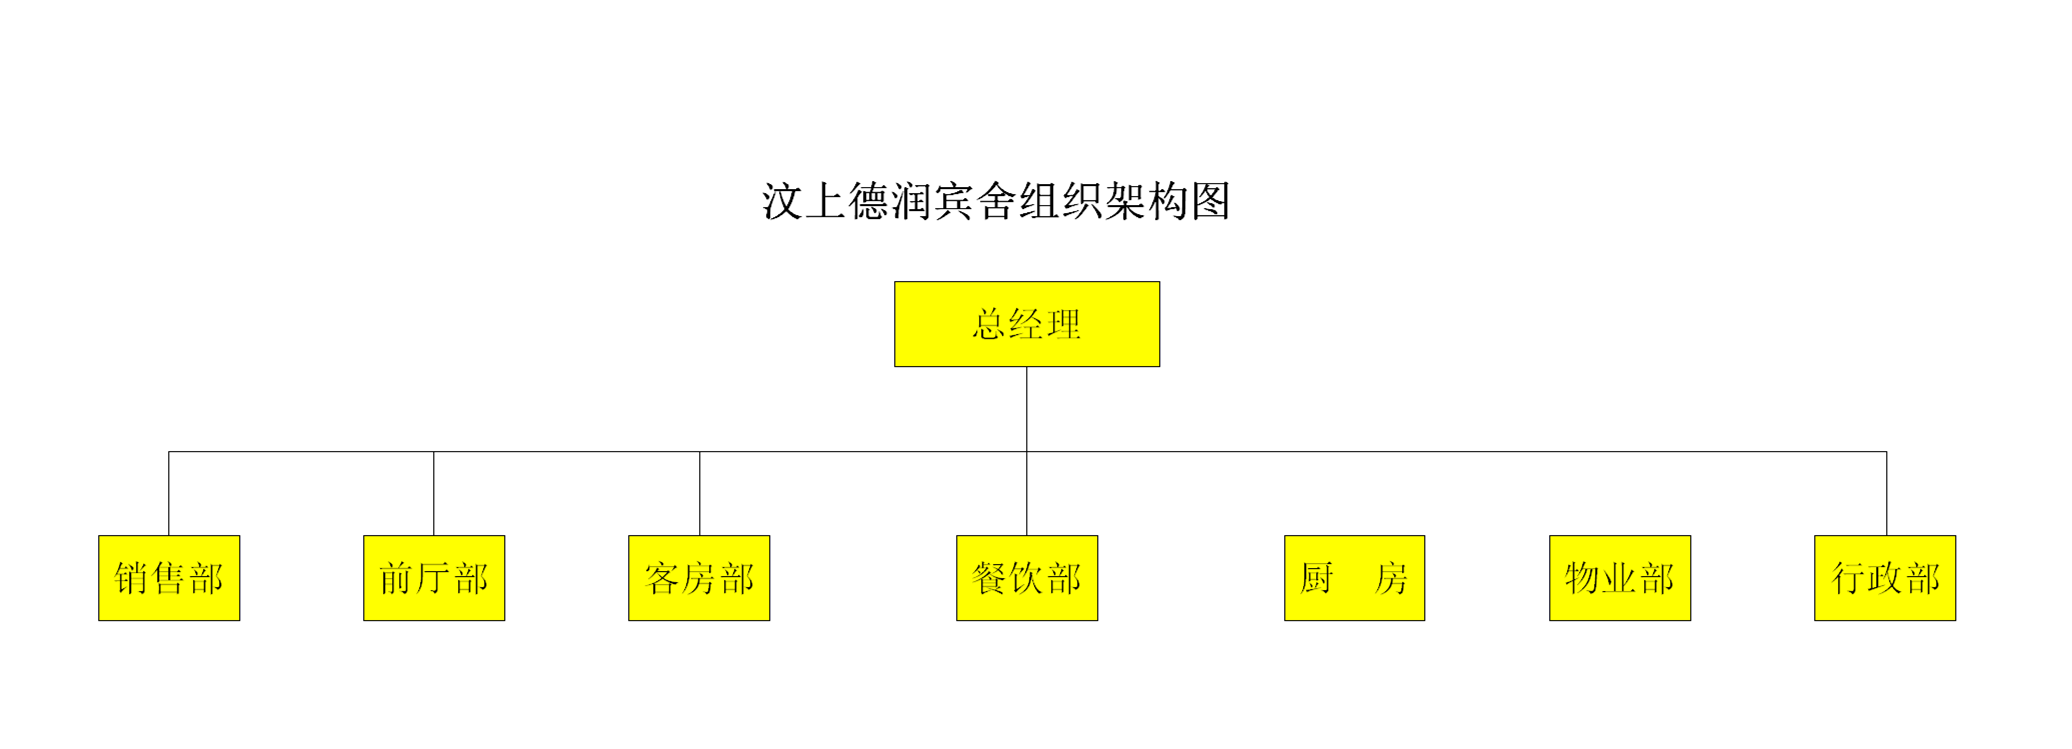 汶上德润宾舍组织架构图
总经理
销售部
前厅部
客房部
餐饮部
厨　房
物业部
行政部